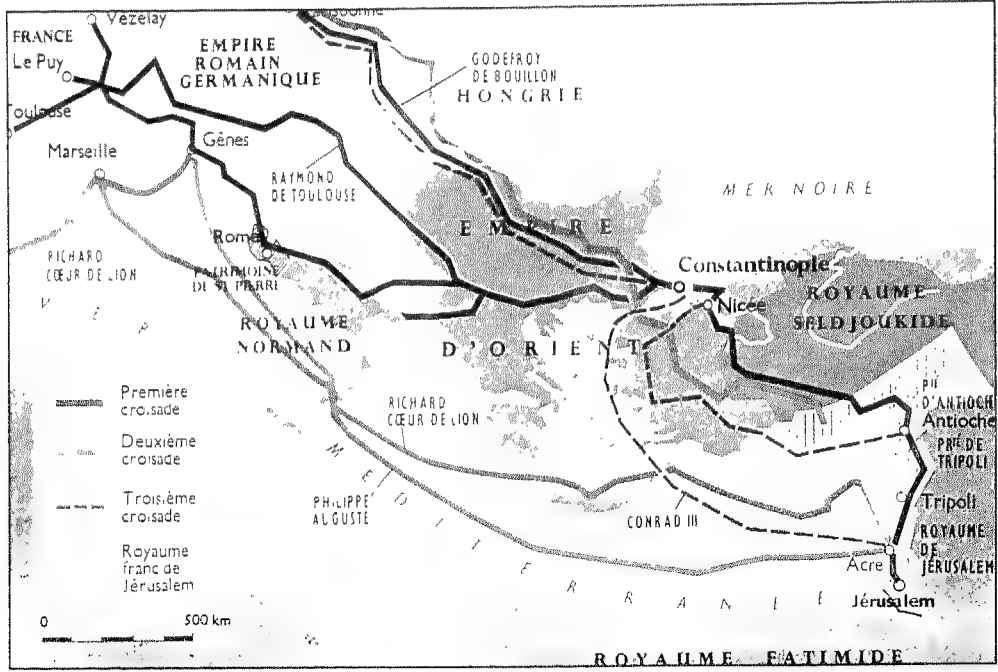 Vézelay
FRANCE
Le Puy
Toulouse
EMPIRE
ROMAIN
GERMANIQUE
GODEFROY
DE BOUILLON
HONGRIE
Marseille
Gênes
RAYMOND
DE TOULOUSE
MER NOIRE
Rome
PATRIMOINE
DE ST PIERRE
RICHARD
CŒUR DE LION
EMPIRE
D'ORIENT
Constantinople
Nicée
ROYAUME
SELDJOUKIDE
ROYAUME
NORMAND
MER
MEDITERRANÉE
RICHARD
CŒUR DE LION
PHILIPPE
AUGUSTE
CONRAD III
PTÉ
D'ANTIOCHE
Antioche
PTÉ DE
TRIPOLI
Tripoli
ROYAUME
DE
JÉRUSALEM
Acre
Jérusalem
ROYAUME FATIMIDE
Première
croisade
Deuxième
croisade
Troisième
croisade
Royaume
franc de
Jérusalem
0 500 km